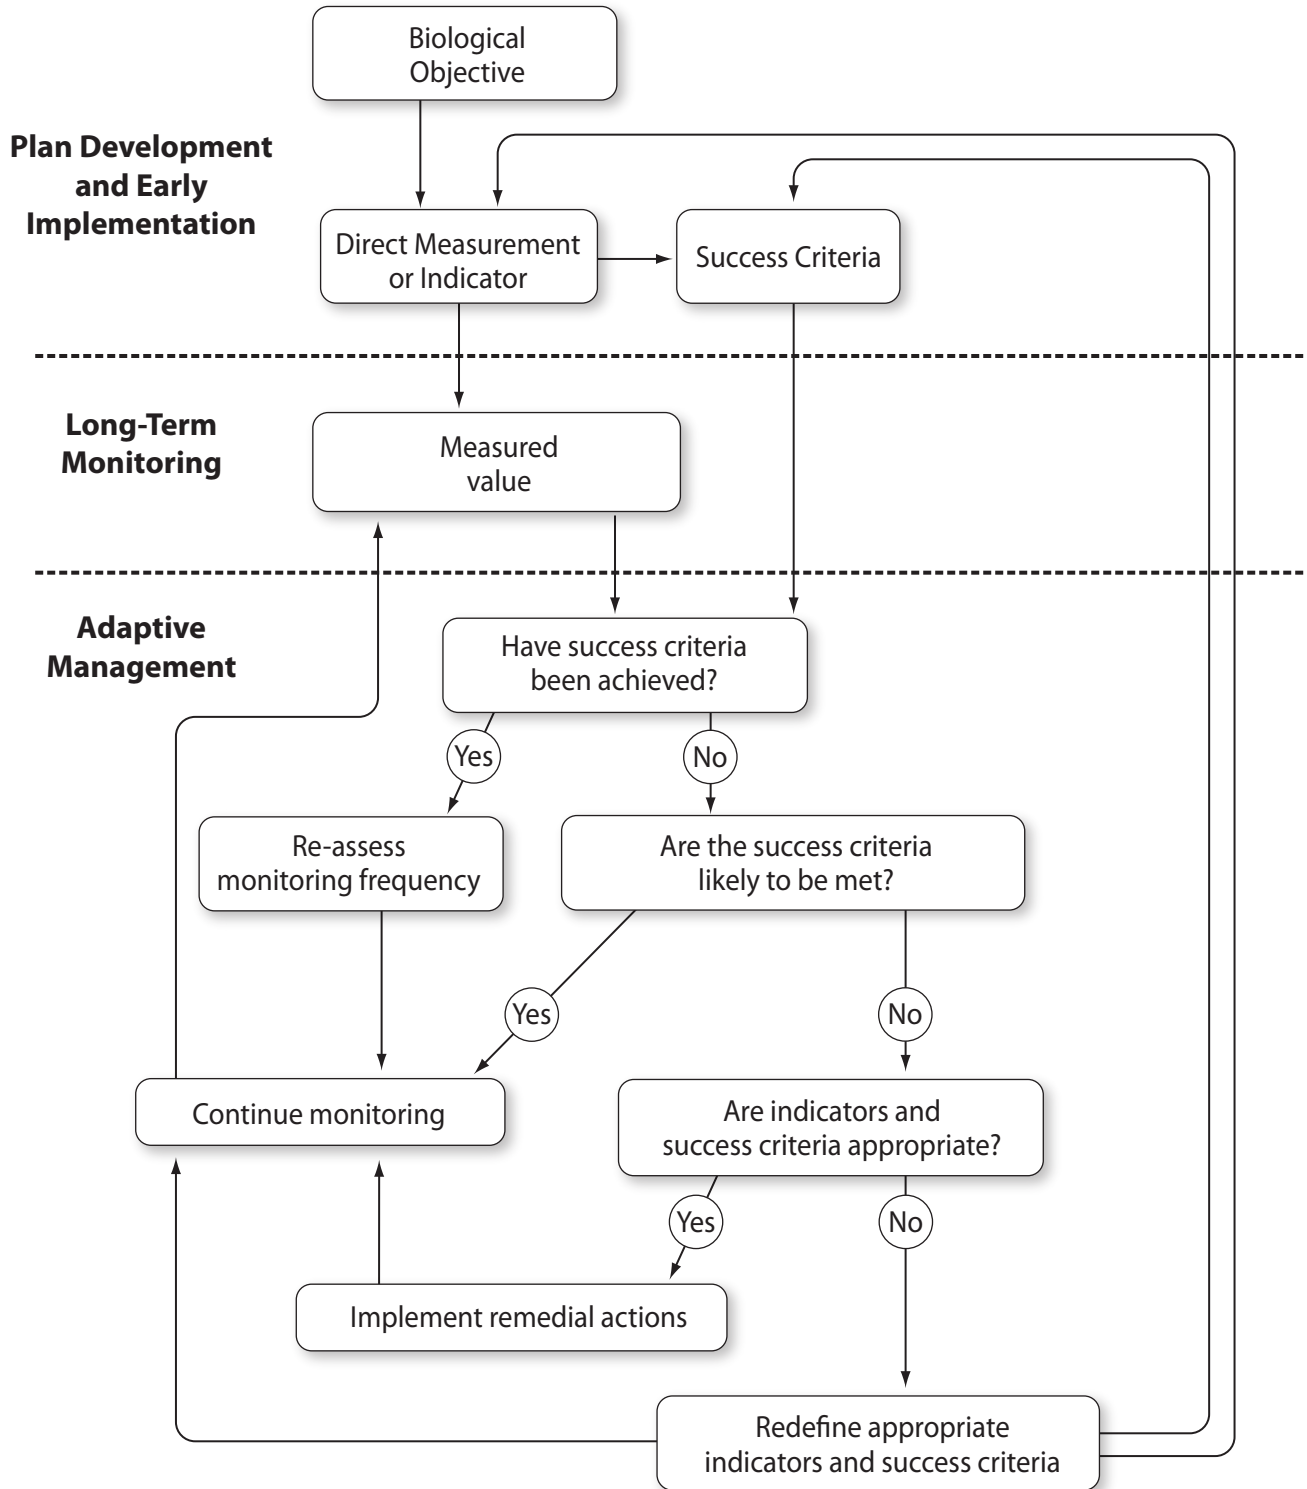 Biological
Objective
Plan Development
and Early
Implementation
Direct Measurement
or Indicator
Success Criteria
Long-Term
Monitoring
Measured
value
Adaptive
Management
Have success criteria
been achieved?
Yes
No
Re-assess
monitoring frequency
Are the success criteria
likely to be met?
Yes
No
Continue monitoring
Are indicators and
success criteria appropriate?
Yes
No
Implement remedial actions
Redefine appropriate
indicators and success criteria